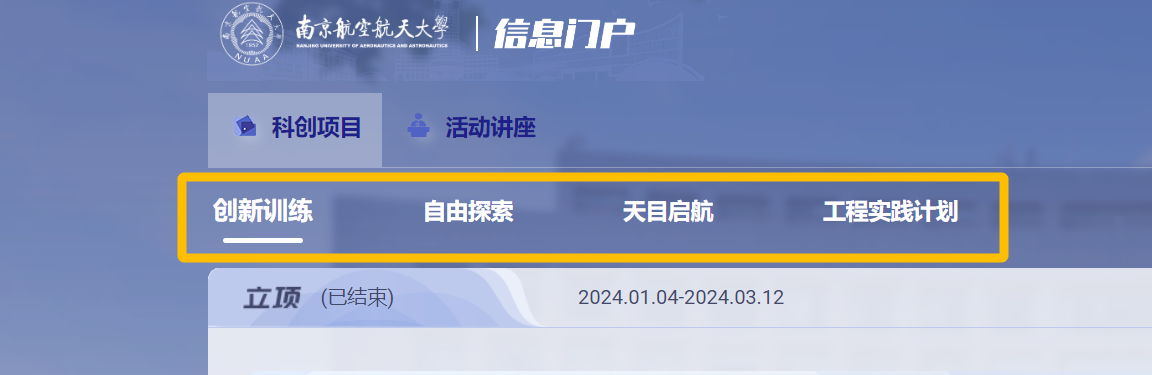 南京航空航天大學
NANJING UNIVERSITY OF AERONAUTICS AND ASTRONAUTICS
1952
NUAA
信息门户
科创项目 活动讲座
创新训练 自由探索 天目启航 工程实践计划
立项 (已结束) 2024.01.04-2024.03.12